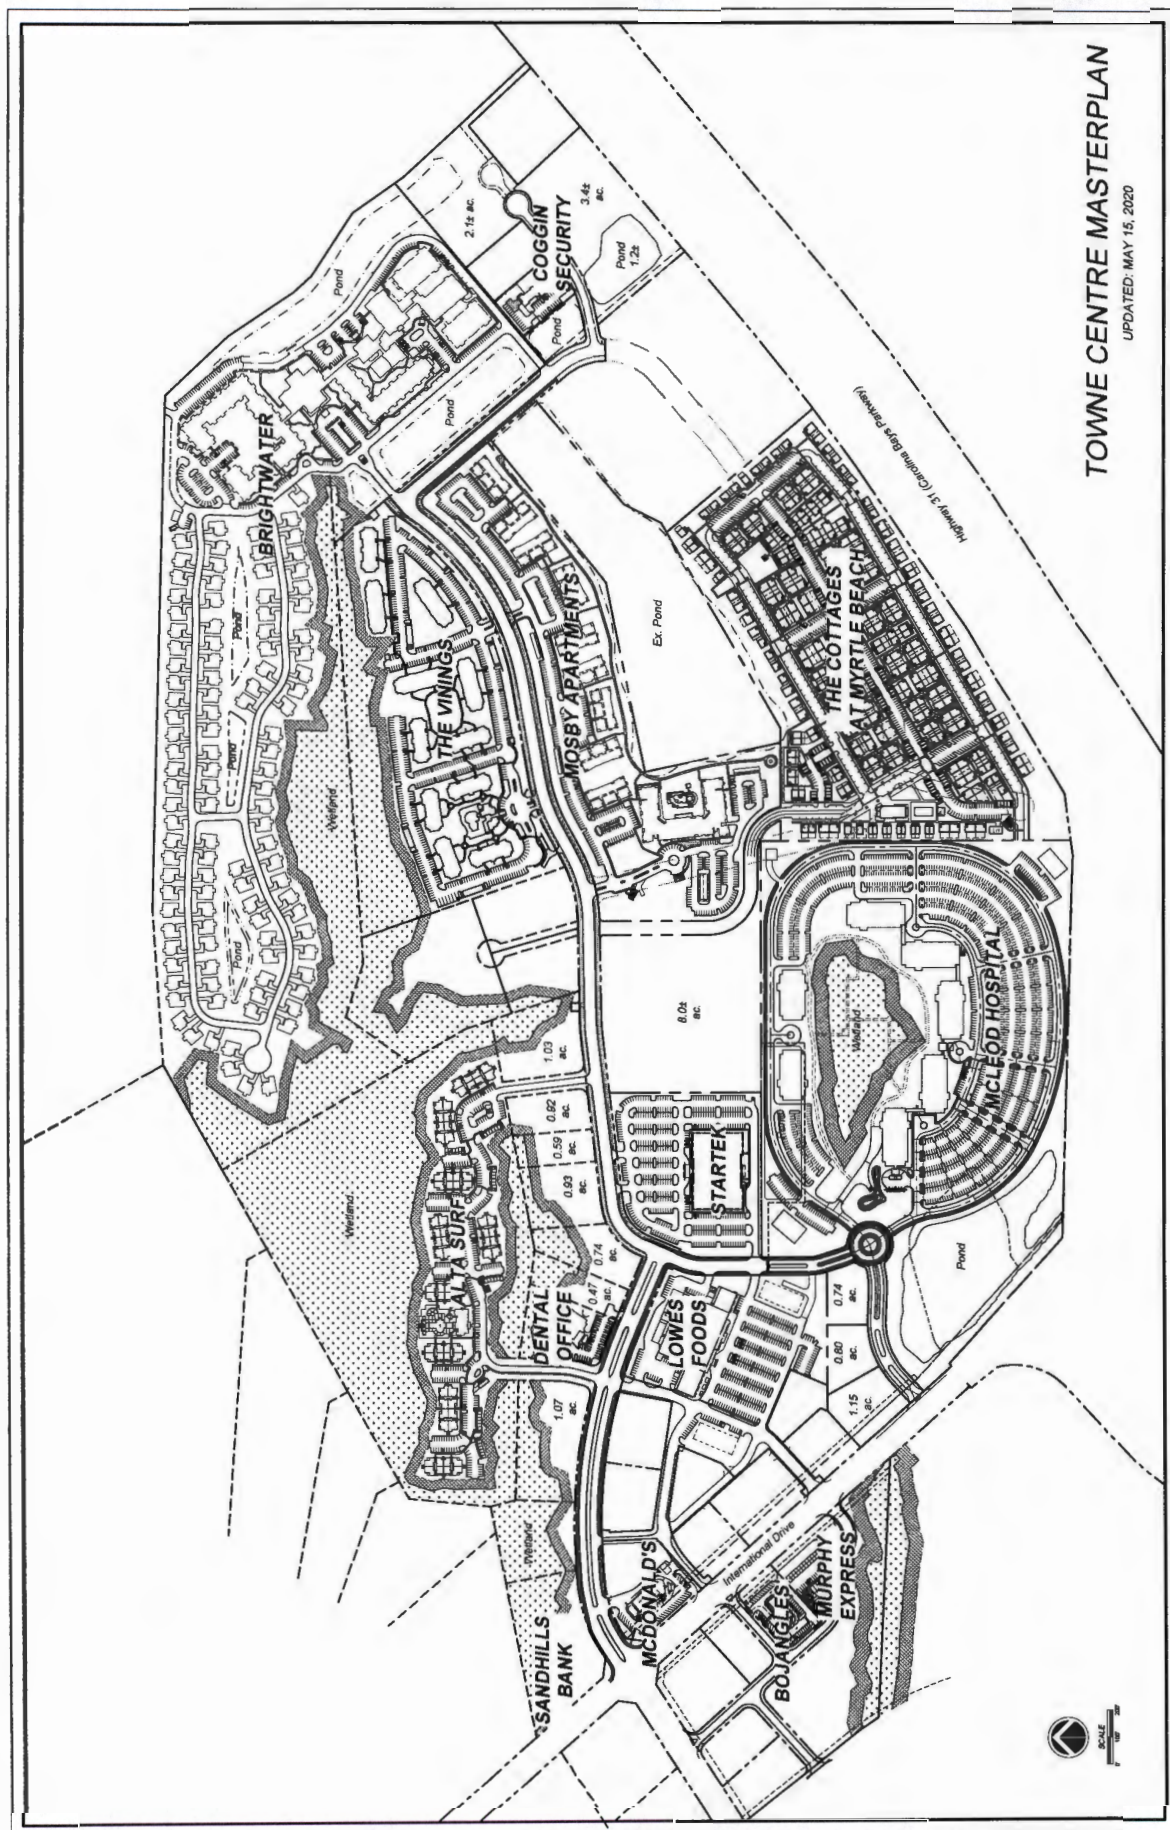 TOWNE CENTRE MASTERPLAN
UPDATED: MAY 15, 2020
BRIGHTWATER
Pond
Pond
Pond
Pond
Pond
Wetland
Wetland
Wetland
Wetland
Wetland
THE VININGS
MOSBY APARTMENTS
COGGIN
SECURITY
2.1± ac.
3.4±
ac.
Pond
1.2±
Pond
Ex. Pond
THE COTTAGES
AT MYRTLE BEACH
Highway 31 (Carolina Bays Parkway)
MCLEOD HOSPITAL
8.0±
ac.
STARTEK
1.03
ac.
0.92
ac.
0.59
ac.
0.93
ac.
0.74
ac.
0.47
ac.
ALTA SURF
DENTAL
OFFICE
1.07
ac.
LOWES
FOODS
0.74
ac.
0.80
ac.
1.15
ac.
Pond
International Drive
SANDHILLS
BANK
MCDONALD'S
BOJANGLES
MURPHY
EXPRESS
SCALE